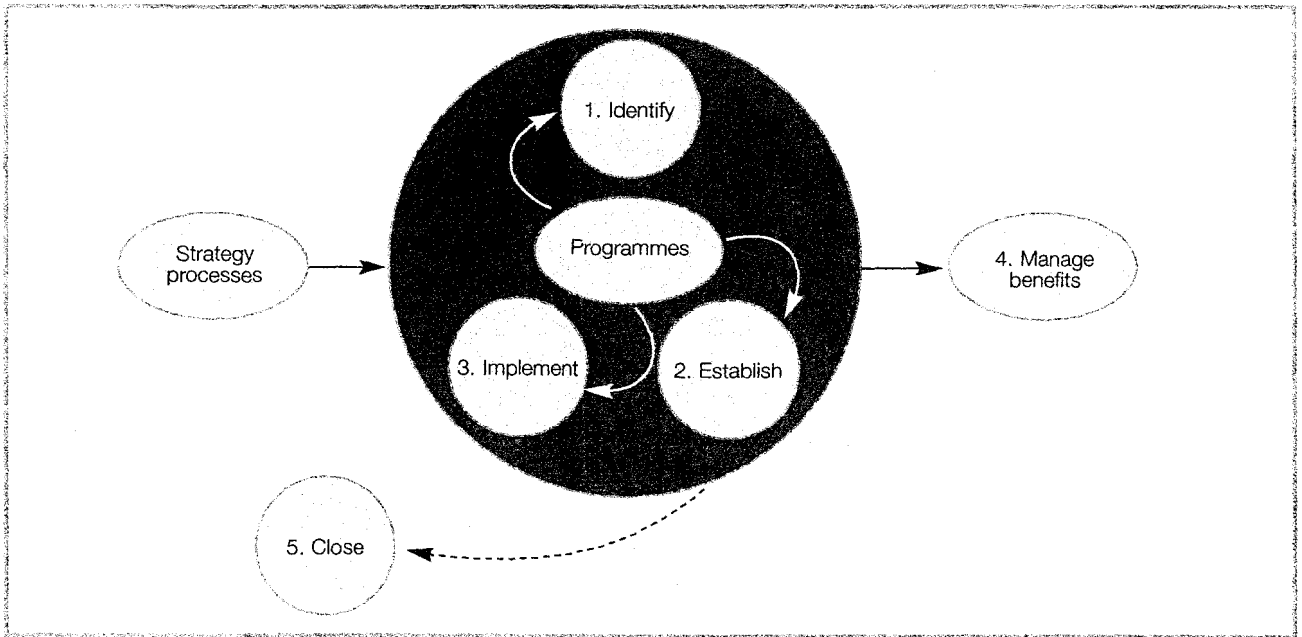 1. Identify
Programmes
Strategy
processes
4. Manage
benefits
3. Implement
2. Establish
5. Close